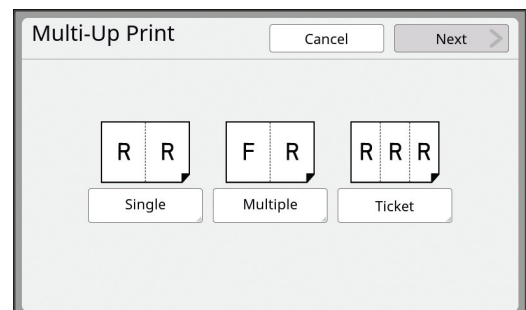 Multi-Up Print
Cancel
Next
R R
F R
R R R
Single
Multiple
Ticket